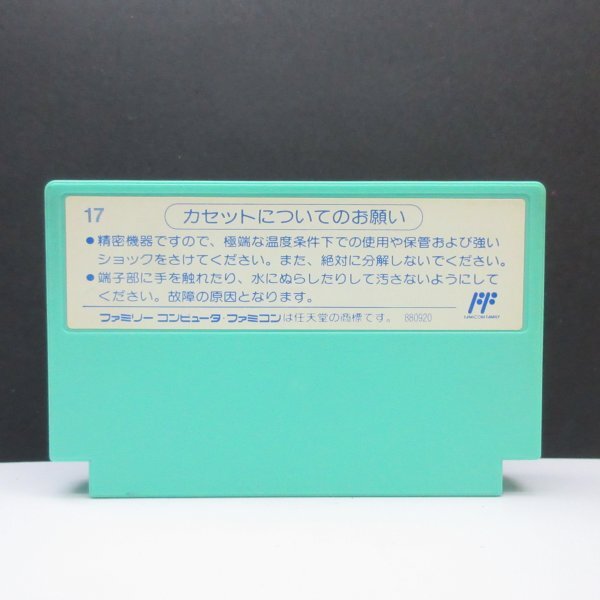 17
カセットについてのお願い
●精密機器ですので、極端な温度条件下での使用や保管および強い
ショックをさけてください。また、絶対に分解しないでください。
●端子部に手を触れたり、水にぬらしたりして汚さないようにして
ください。故障の原因となります。
FAMICOM FAMILY
ファミリー コンピュータ・ファミコンは任天堂の商標です。 880920